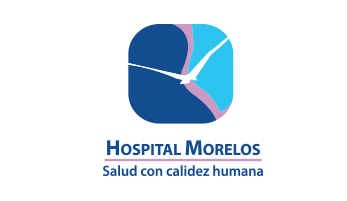 HOSPITAL MORELOS
Salud con calidez humana